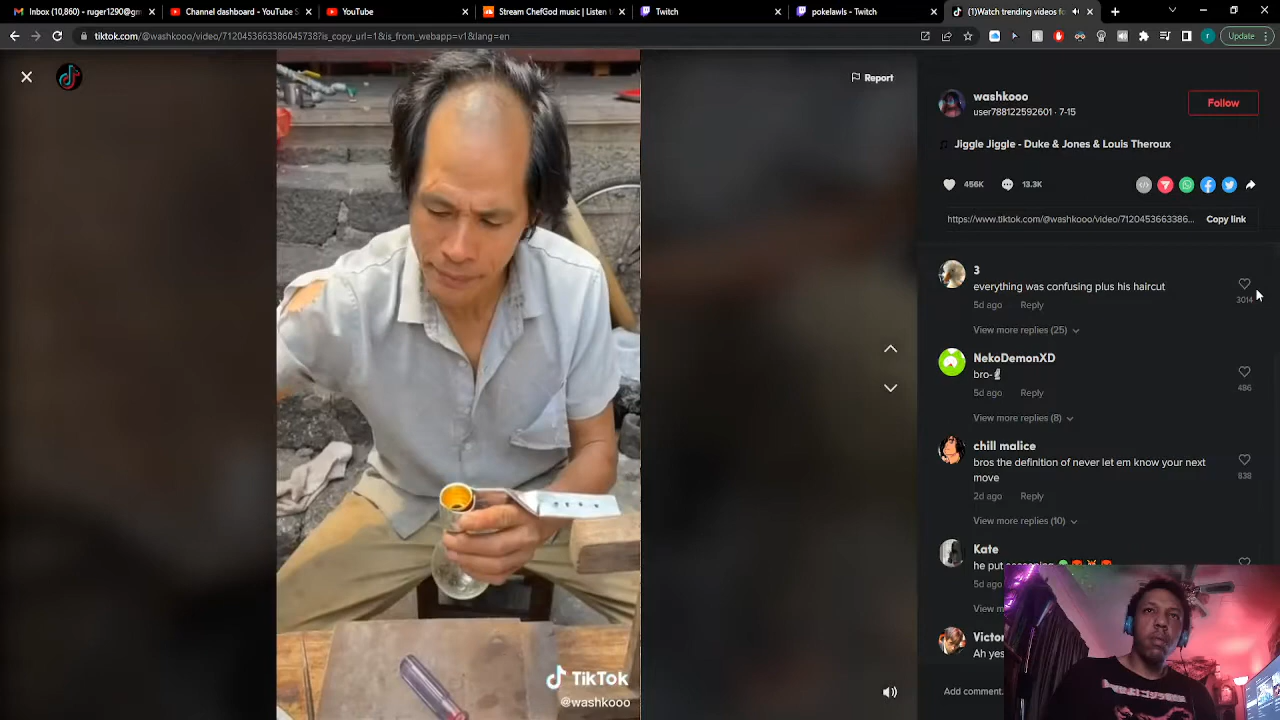 Inbox (10,860) - ruger1290@gm
Channel dashboard - YouTube S
YouTube
Stream ChefGod music | Listen t
Twitch
pokelawls - Twitch
(1)Watch trending videos fo
tiktok.com/@washkooo/video/7120453663386045738?is_copy_url=1&is_from_webapp=v1&lang=en
r
Update
Report
washkooo
user788122592601 · 7-15
Follow
Jiggle Jiggle - Duke & Jones & Louis Theroux
456K
13.3K
https://www.tiktok.com/@washkooo/video/7120453663386...
Copy link
3
everything was confusing plus his haircut
3014
5d ago Reply
View more replies (25)
NekoDemonXD
bro-
486
5d ago Reply
View more replies (8)
chill malice
bros the definition of never let em know your next
move
838
2d ago Reply
View more replies (10)
Kate
he put seasoning
5d ago
View m
Victor
Ah yes
Add comment.
TikTok
@washkooo